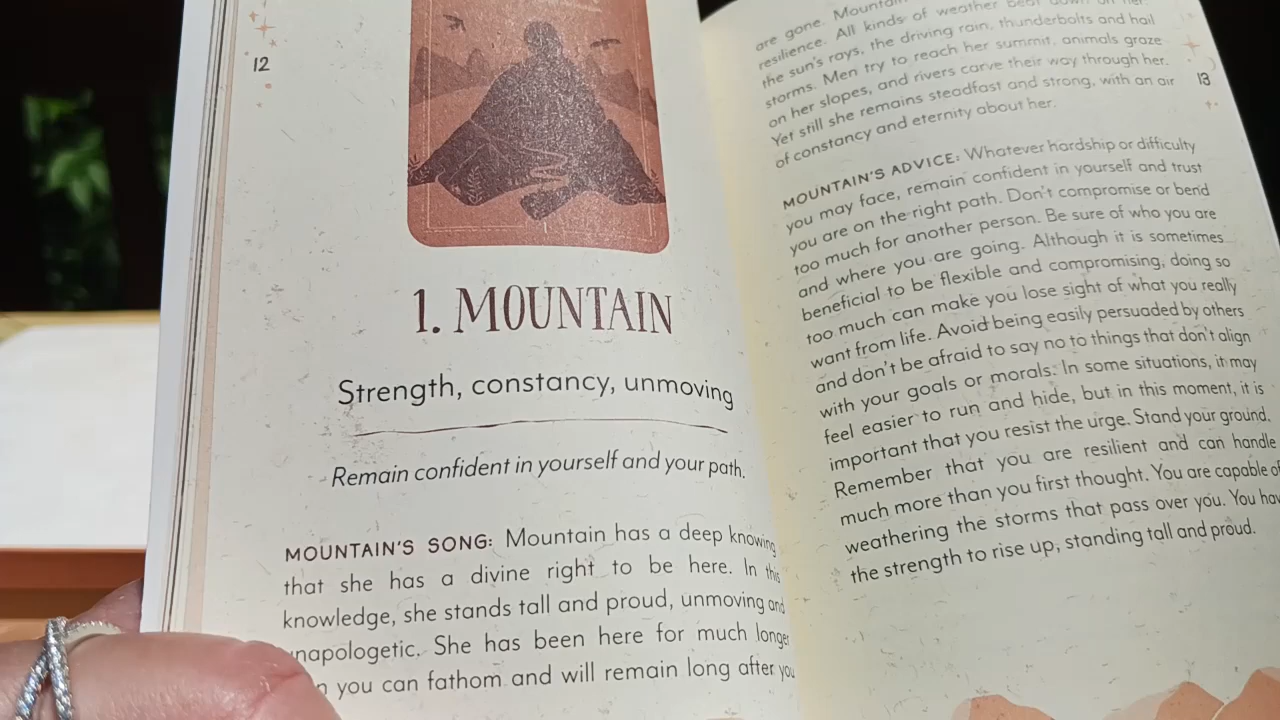 12
1. MOUNTAIN
Strength, constancy, unmoving
Remain confident in yourself and your path.
MOUNTAIN'S SONG: Mountain has a deep knowing
that she has a divine right to be here. In this
knowledge, she stands tall and proud, unmoving and
unapologetic. She has been here for much longer
you can fathom and will remain long after you
are gone. Mountain
resilience. All kinds of weather beat down on her:
the sun's rays, the driving rain, thunderbolts and hail
storms. Men try to reach her summit, animals graze
on her slopes, and rivers carve their way through her.
Yet still she remains steadfast and strong, with an air
of constancy and eternity about her.
13
MOUNTAIN'S ADVICE: Whatever hardship or difficulty
you may face, remain confident in yourself and trust
you are on the right path. Don't compromise or bend
too much for another person. Be sure of who you are
and where you are going. Although it is sometimes
beneficial to be flexible and compromising, doing so
too much can make you lose sight of what you really
want from life. Avoid being easily persuaded by others
and don't be afraid to say no to things that don't align
with your goals or morals. In some situations, it may
feel easier to run and hide, but in this moment, it is
important that you resist the urge. Stand your ground.
Remember that you are resilient and can handle
much more than you first thought. You are capable of
weathering the storms that pass over you. You have
the strength to rise up, standing tall and proud.